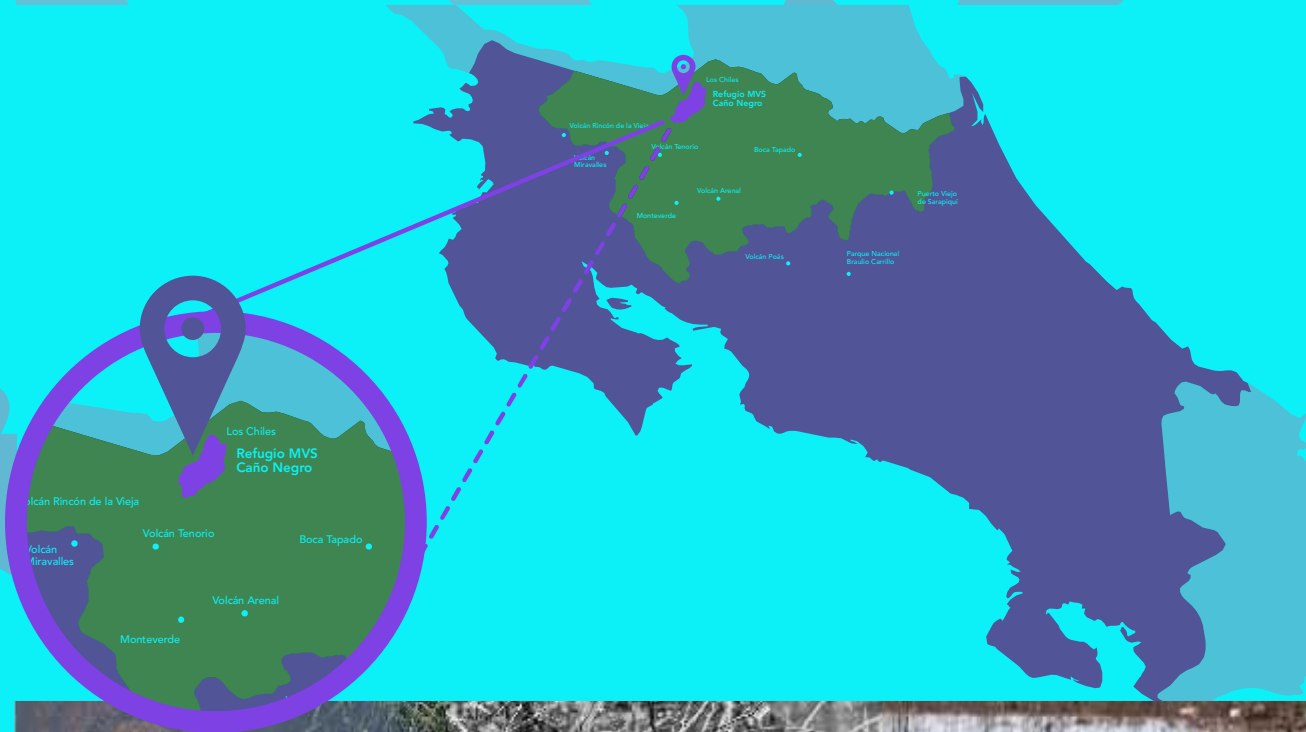 Los Chiles
Refugio MVS
Caño Negro
Volcán Rincón de la Vieja
Volcán
Miravalles
Volcán Tenorio
Boca Tapado
Volcán Arenal
Monteverde
Puerto Viejo
de Sarapiquí
Volcán Poás
Parque Nacional
Braulio Carrillo
Los Chiles
Refugio MVS
Caño Negro
olcán Rincón de la Vieja
Volcán Tenorio
Boca Tapado
Volcán
Miravalles
Volcán Arenal
Monteverde